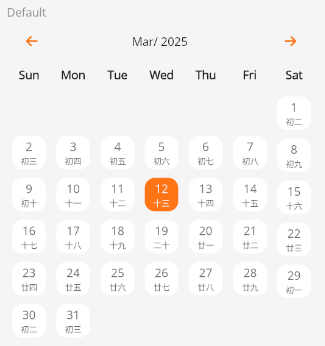 Default
Mar/ 2025
Sun Mon Tue Wed Thu Fri Sat
1
初二
2 3 4 5 6 7 8
初三 初四 初五 初六 初七 初八 初九
9 10 11 12 13 14 15
初十 十一 十二 十三 十四 十五 十六
16 17 18 19 20 21 22
十七 十八 十九 二十 廿一 廿二 廿三
23 24 25 26 27 28 29
廿四 廿五 廿六 廿七 廿八 廿九 初一
30 31
初二 初三